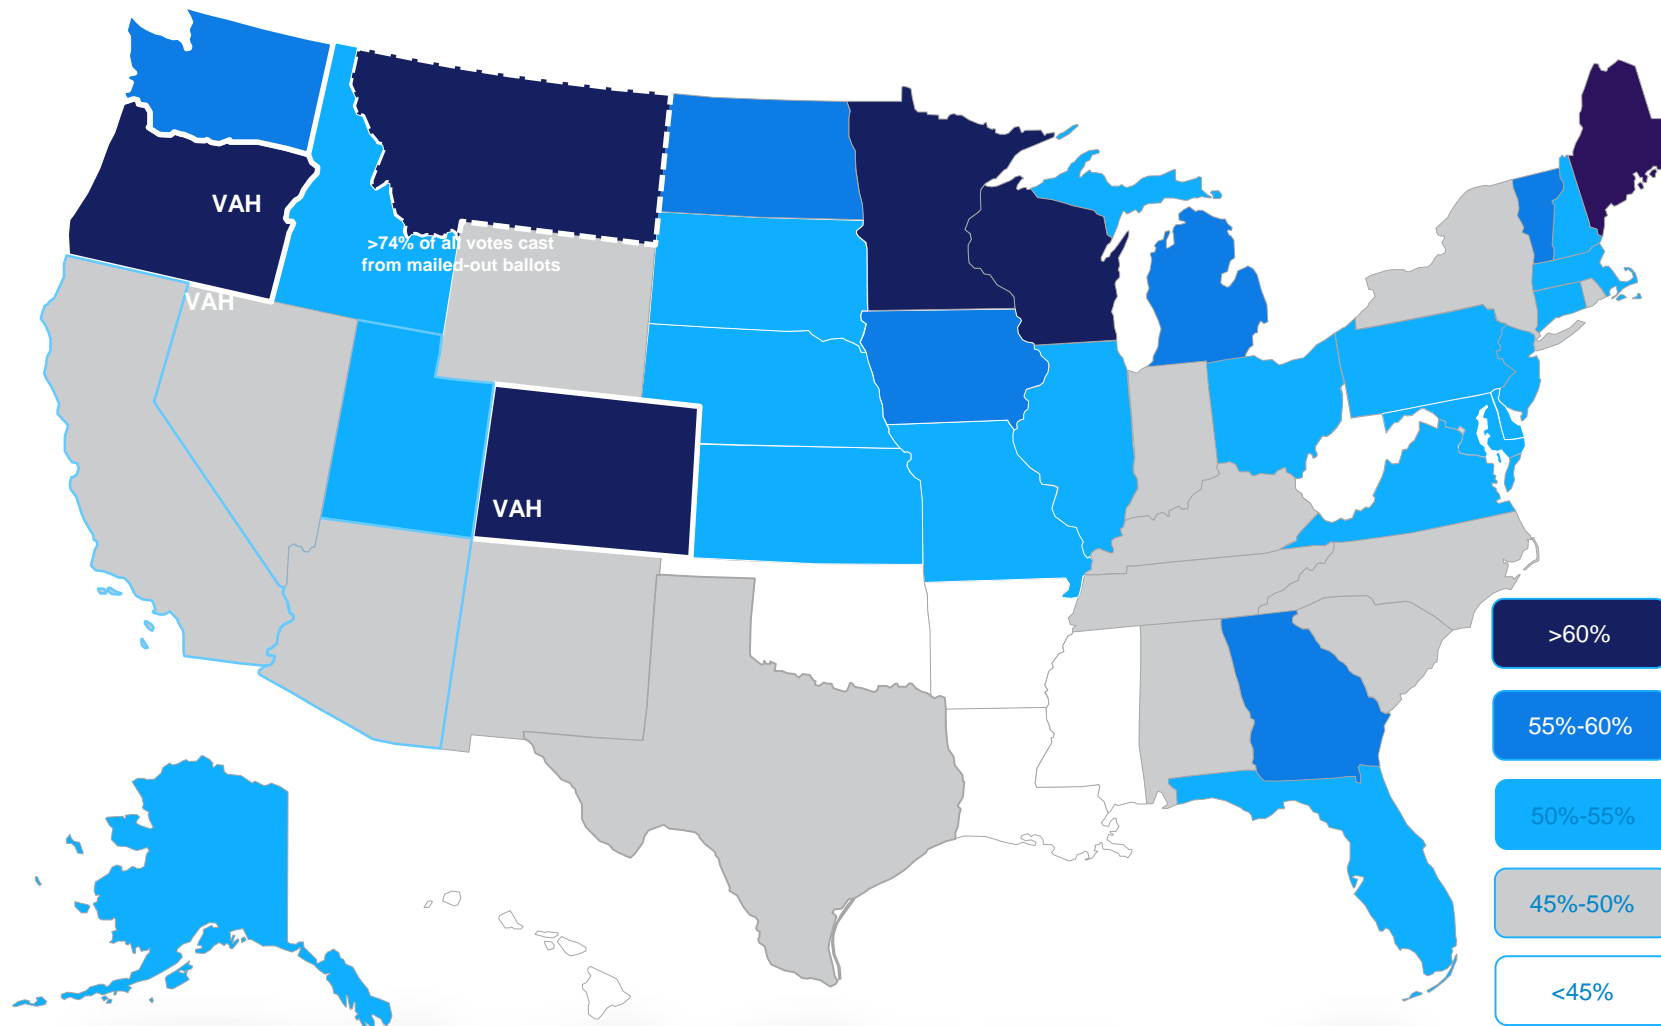 VAH
>74% of all votes cast
from mailed-out ballots
VAH
VAH
>60%
55%-60%
50%-55%
45%-50%
<45%